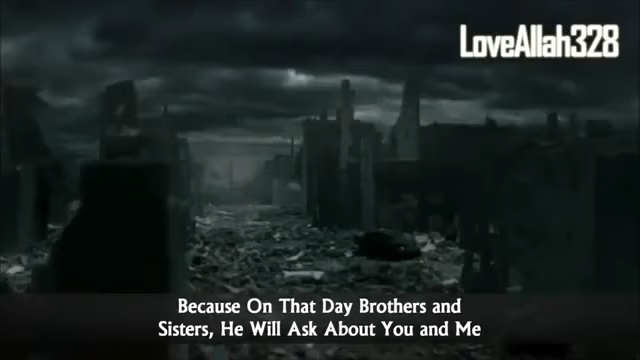 LoveAllah328
Because On That Day Brothers and
Sisters, He Will Ask About You and Me